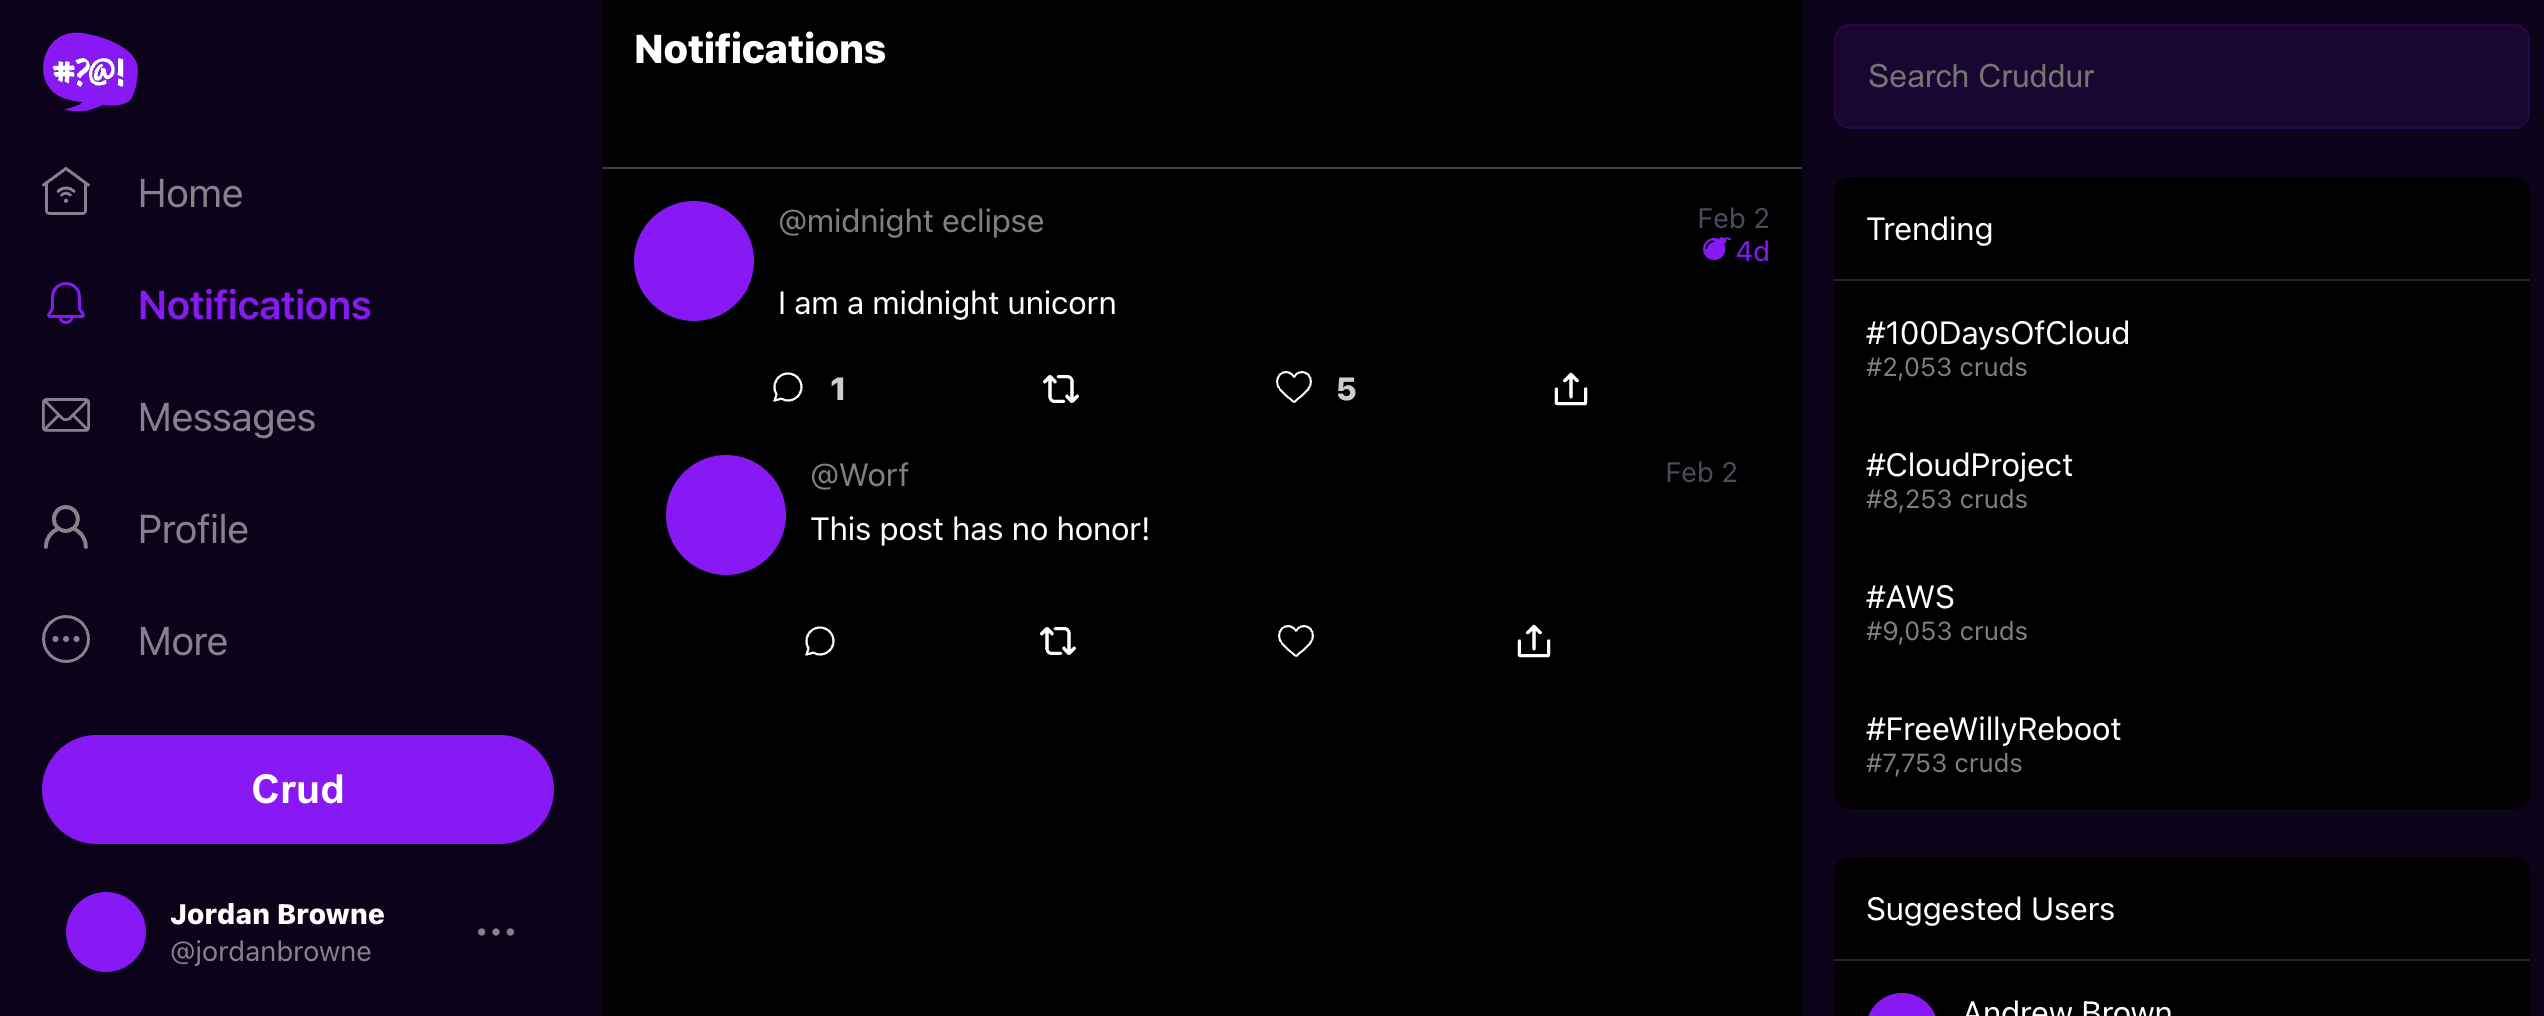 #?@!
Home
Notifications
Messages
Profile
More
Crud
Jordan Browne
@jordanbrowne
Notifications
@midnight eclipse
Feb 2
4d
I am a midnight unicorn
1
5
@Worf
Feb 2
This post has no honor!
Search Cruddur
Trending
#100DaysOfCloud
#2,053 cruds
#CloudProject
#8,253 cruds
#AWS
#9,053 cruds
#FreeWillyReboot
#7,753 cruds
Suggested Users
Andrew Brown